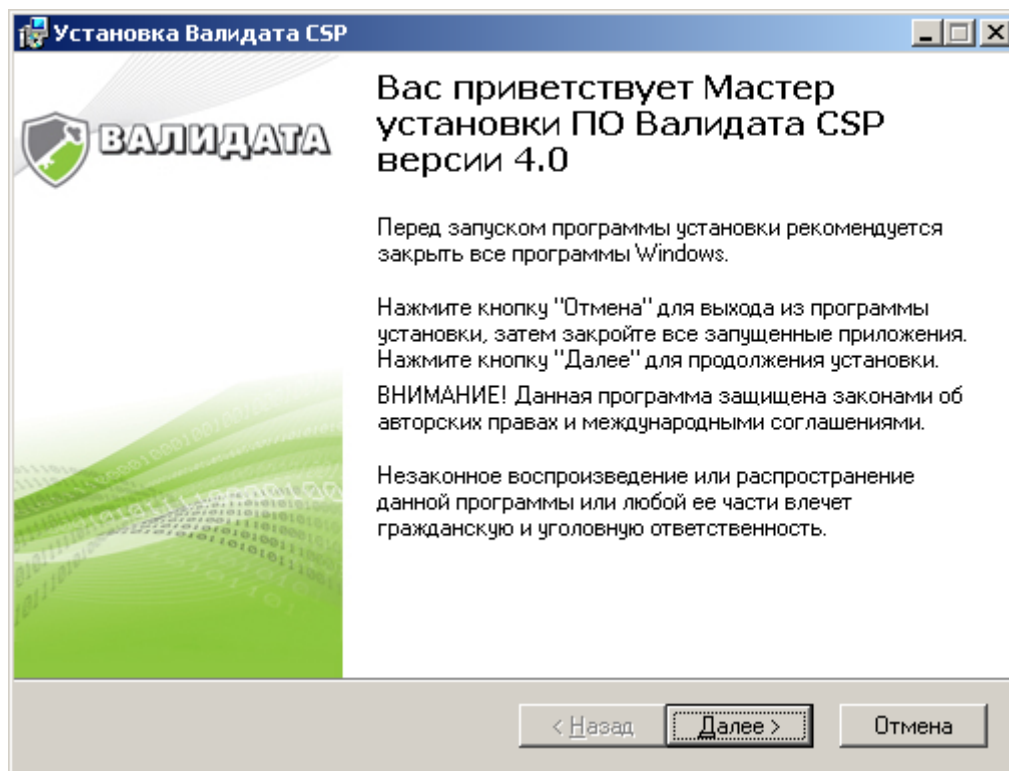 Установка Валидата CSP
ВАЛИДАТА
Вас приветствует Мастер
установки ПО Валидата CSP
версии 4.0
Перед запуском программы установки рекомендуется
закрыть все программы Windows.
Нажмите кнопку "Отмена" для выхода из программы
установки, затем закройте все запущенные приложения.
Нажмите кнопку "Далее" для продолжения установки.
ВНИМАНИЕ! Данная программа защищена законами об
авторских правах и международными соглашениями.
Незаконное воспроизведение или распространение
данной программы или любой ее части влечет
гражданскую и уголовную ответственность.
< Назад
Далее >
Отмена